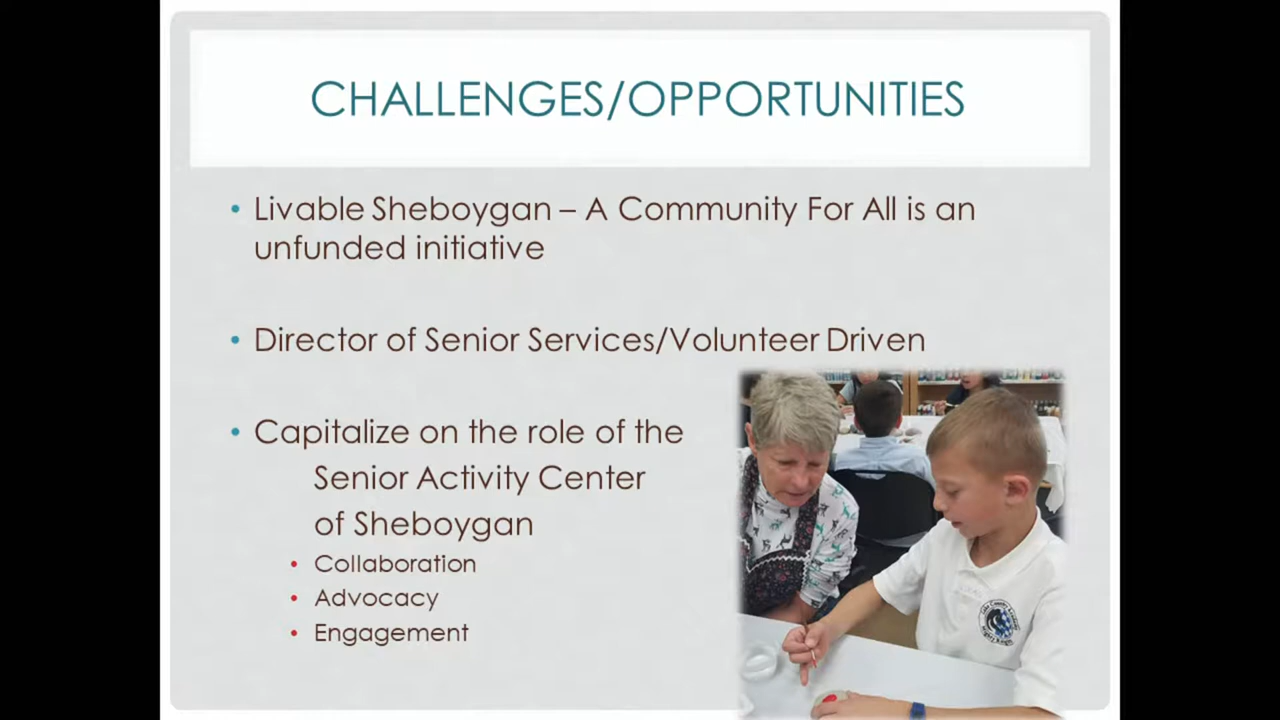 CHALLENGES/OPPORTUNITIES
• Livable Sheboygan – A Community For All is an
unfunded initiative
• Director of Senior Services/Volunteer Driven
• Capitalize on the role of the
Senior Activity Center
of Sheboygan
• Collaboration
• Advocacy
• Engagement